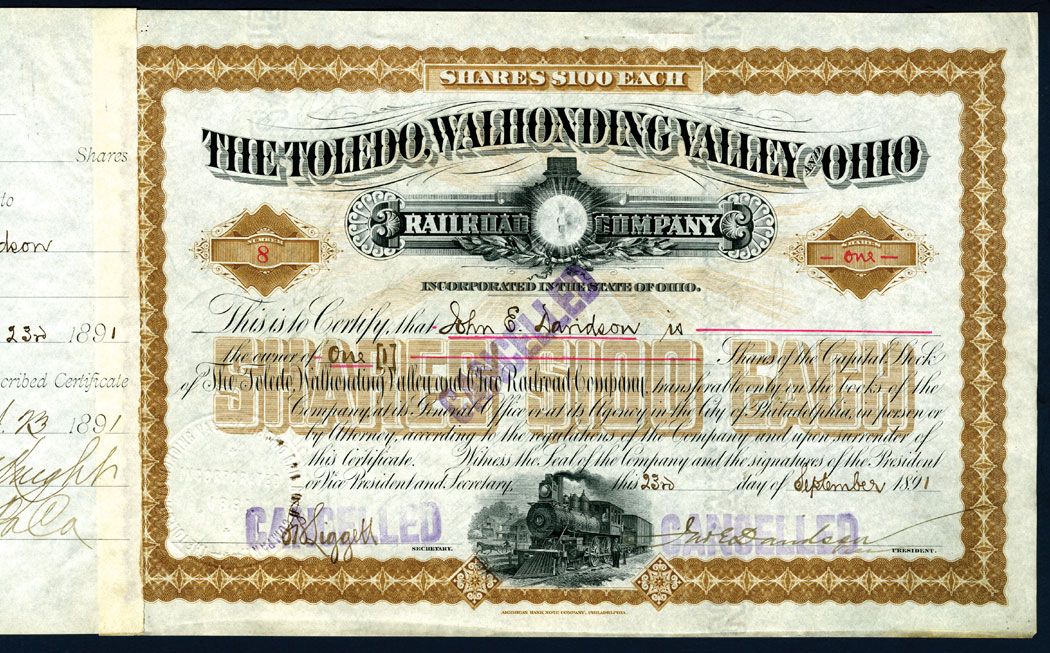 SHARES $100 EACH
THE TOLEDO, WALHONDING VALLEY AND OHIO
RAILROAD COMPANY
Shares
to
NUMBER
8
SHARES
— One —
INCORPORATED IN THE STATE OF OHIO.
This is to Certify, that John E. Davidson is
23rd 1891
the owner of One [1] Shares of the Capital Stock
SHARES $100 EACH
cribed Certificate
of The Toledo, Walhonding Valley and Ohio Railroad Company, transferable only on the books of the
Company, at its General Office or at its Agency in the City of Philadelphia, in person or
23 1891
by Attorney, according to the regulations of the Company and upon surrender of
this Certificate. Witness the Seal of the Company and the signatures of the President
or Vice President and Secretary, this 23rd day of September 1891
CANCELLED
CANCELLED
CANCELLED
S B Liggett
SECRETARY.
Jno E Davidson
PRESIDENT.
AMERICAN BANK NOTE COMPANY, PHILADELPHIA.